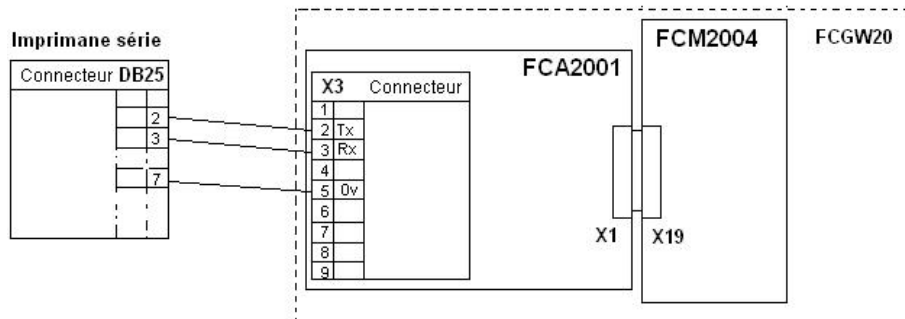 Imprimane série
Connecteur DB25
2
3
7
FCGW20
FCM2004
FCA2001
X3 Connecteur
1
2 Tx
3 Rx
4
5 0v
6
7
8
9
X1 X19